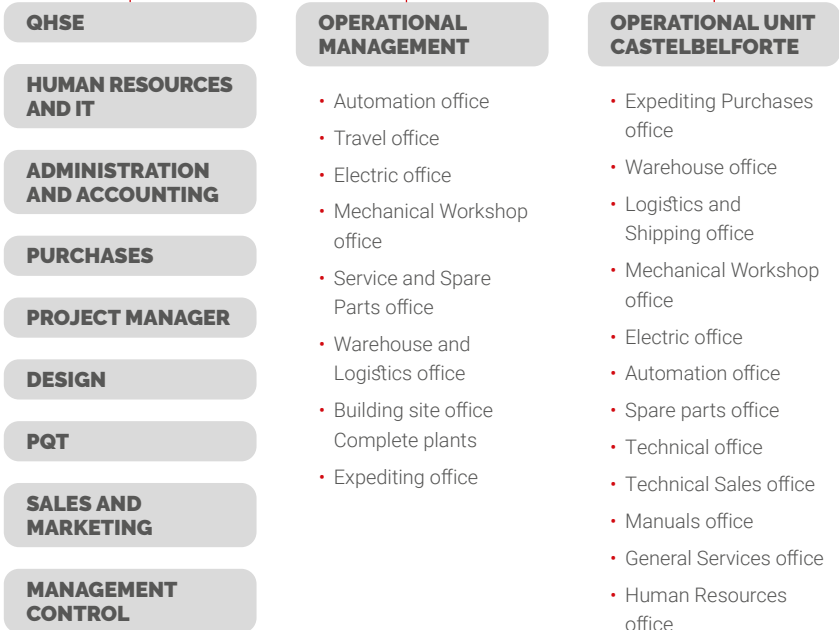 QHSE
HUMAN RESOURCES
AND IT
ADMINISTRATION
AND ACCOUNTING
PURCHASES
PROJECT MANAGER
DESIGN
PQT
SALES AND
MARKETING
MANAGEMENT
CONTROL
OPERATIONAL
MANAGEMENT
• Automation office
• Travel office
• Electric office
• Mechanical Workshop
office
• Service and Spare
Parts office
• Warehouse and
Logistics office
• Building site office
Complete plants
• Expediting office
OPERATIONAL UNIT
CASTELBELFORTE
• Expediting Purchases
office
• Warehouse office
• Logistics and
Shipping office
• Mechanical Workshop
office
• Electric office
• Automation office
• Spare parts office
• Technical office
• Technical Sales office
• Manuals office
• General Services office
• Human Resources
office